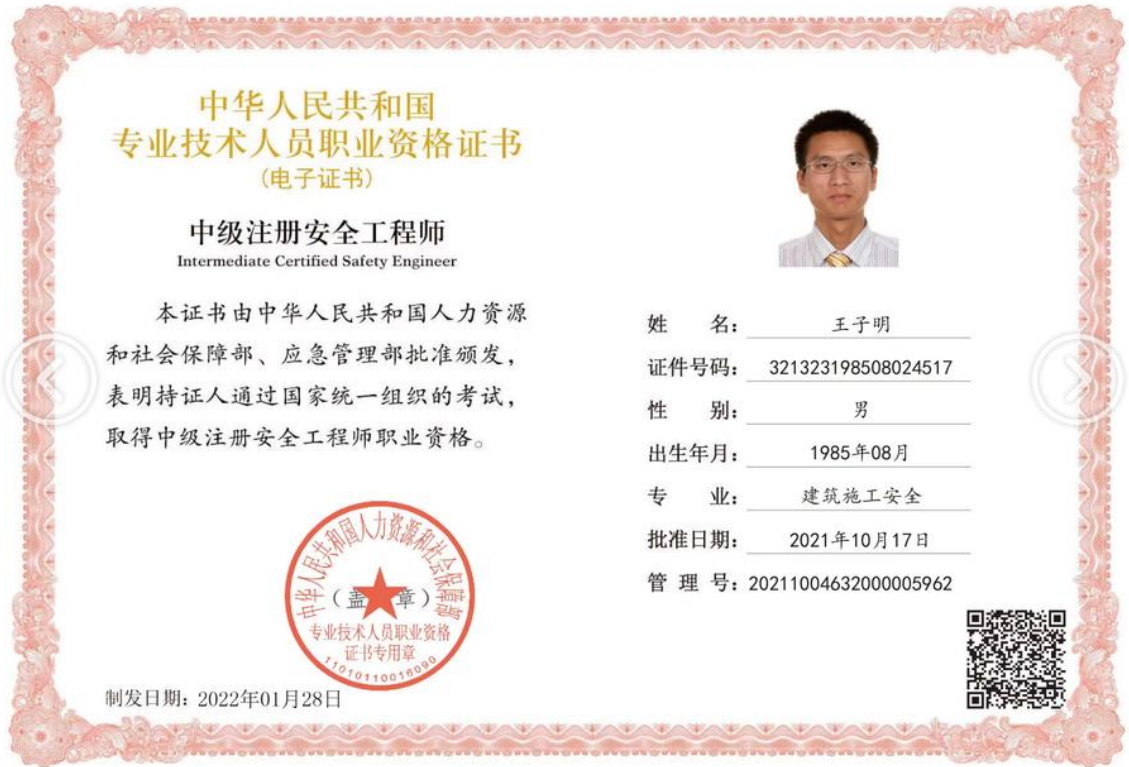 中华人民共和国
专业技术人员职业资格证书
(电子证书)
中级注册安全工程师
Intermediate Certified Safety Engineer
本证书由中华人民共和国人力资源
和社会保障部、应急管理部批准颁发，
表明持证人通过国家统一组织的考试，
取得中级注册安全工程师职业资格。
中华人民共和国人力资源和社会保障部
（盖 章）
专业技术人员职业资格
证书专用章
11010110016090
制发日期：2022年01月28日
姓 名：王子明
证件号码：321323198508024517
性 别：男
出生年月：1985年08月
专 业：建筑施工安全
批准日期：2021年10月17日
管 理 号：20211004632000005962